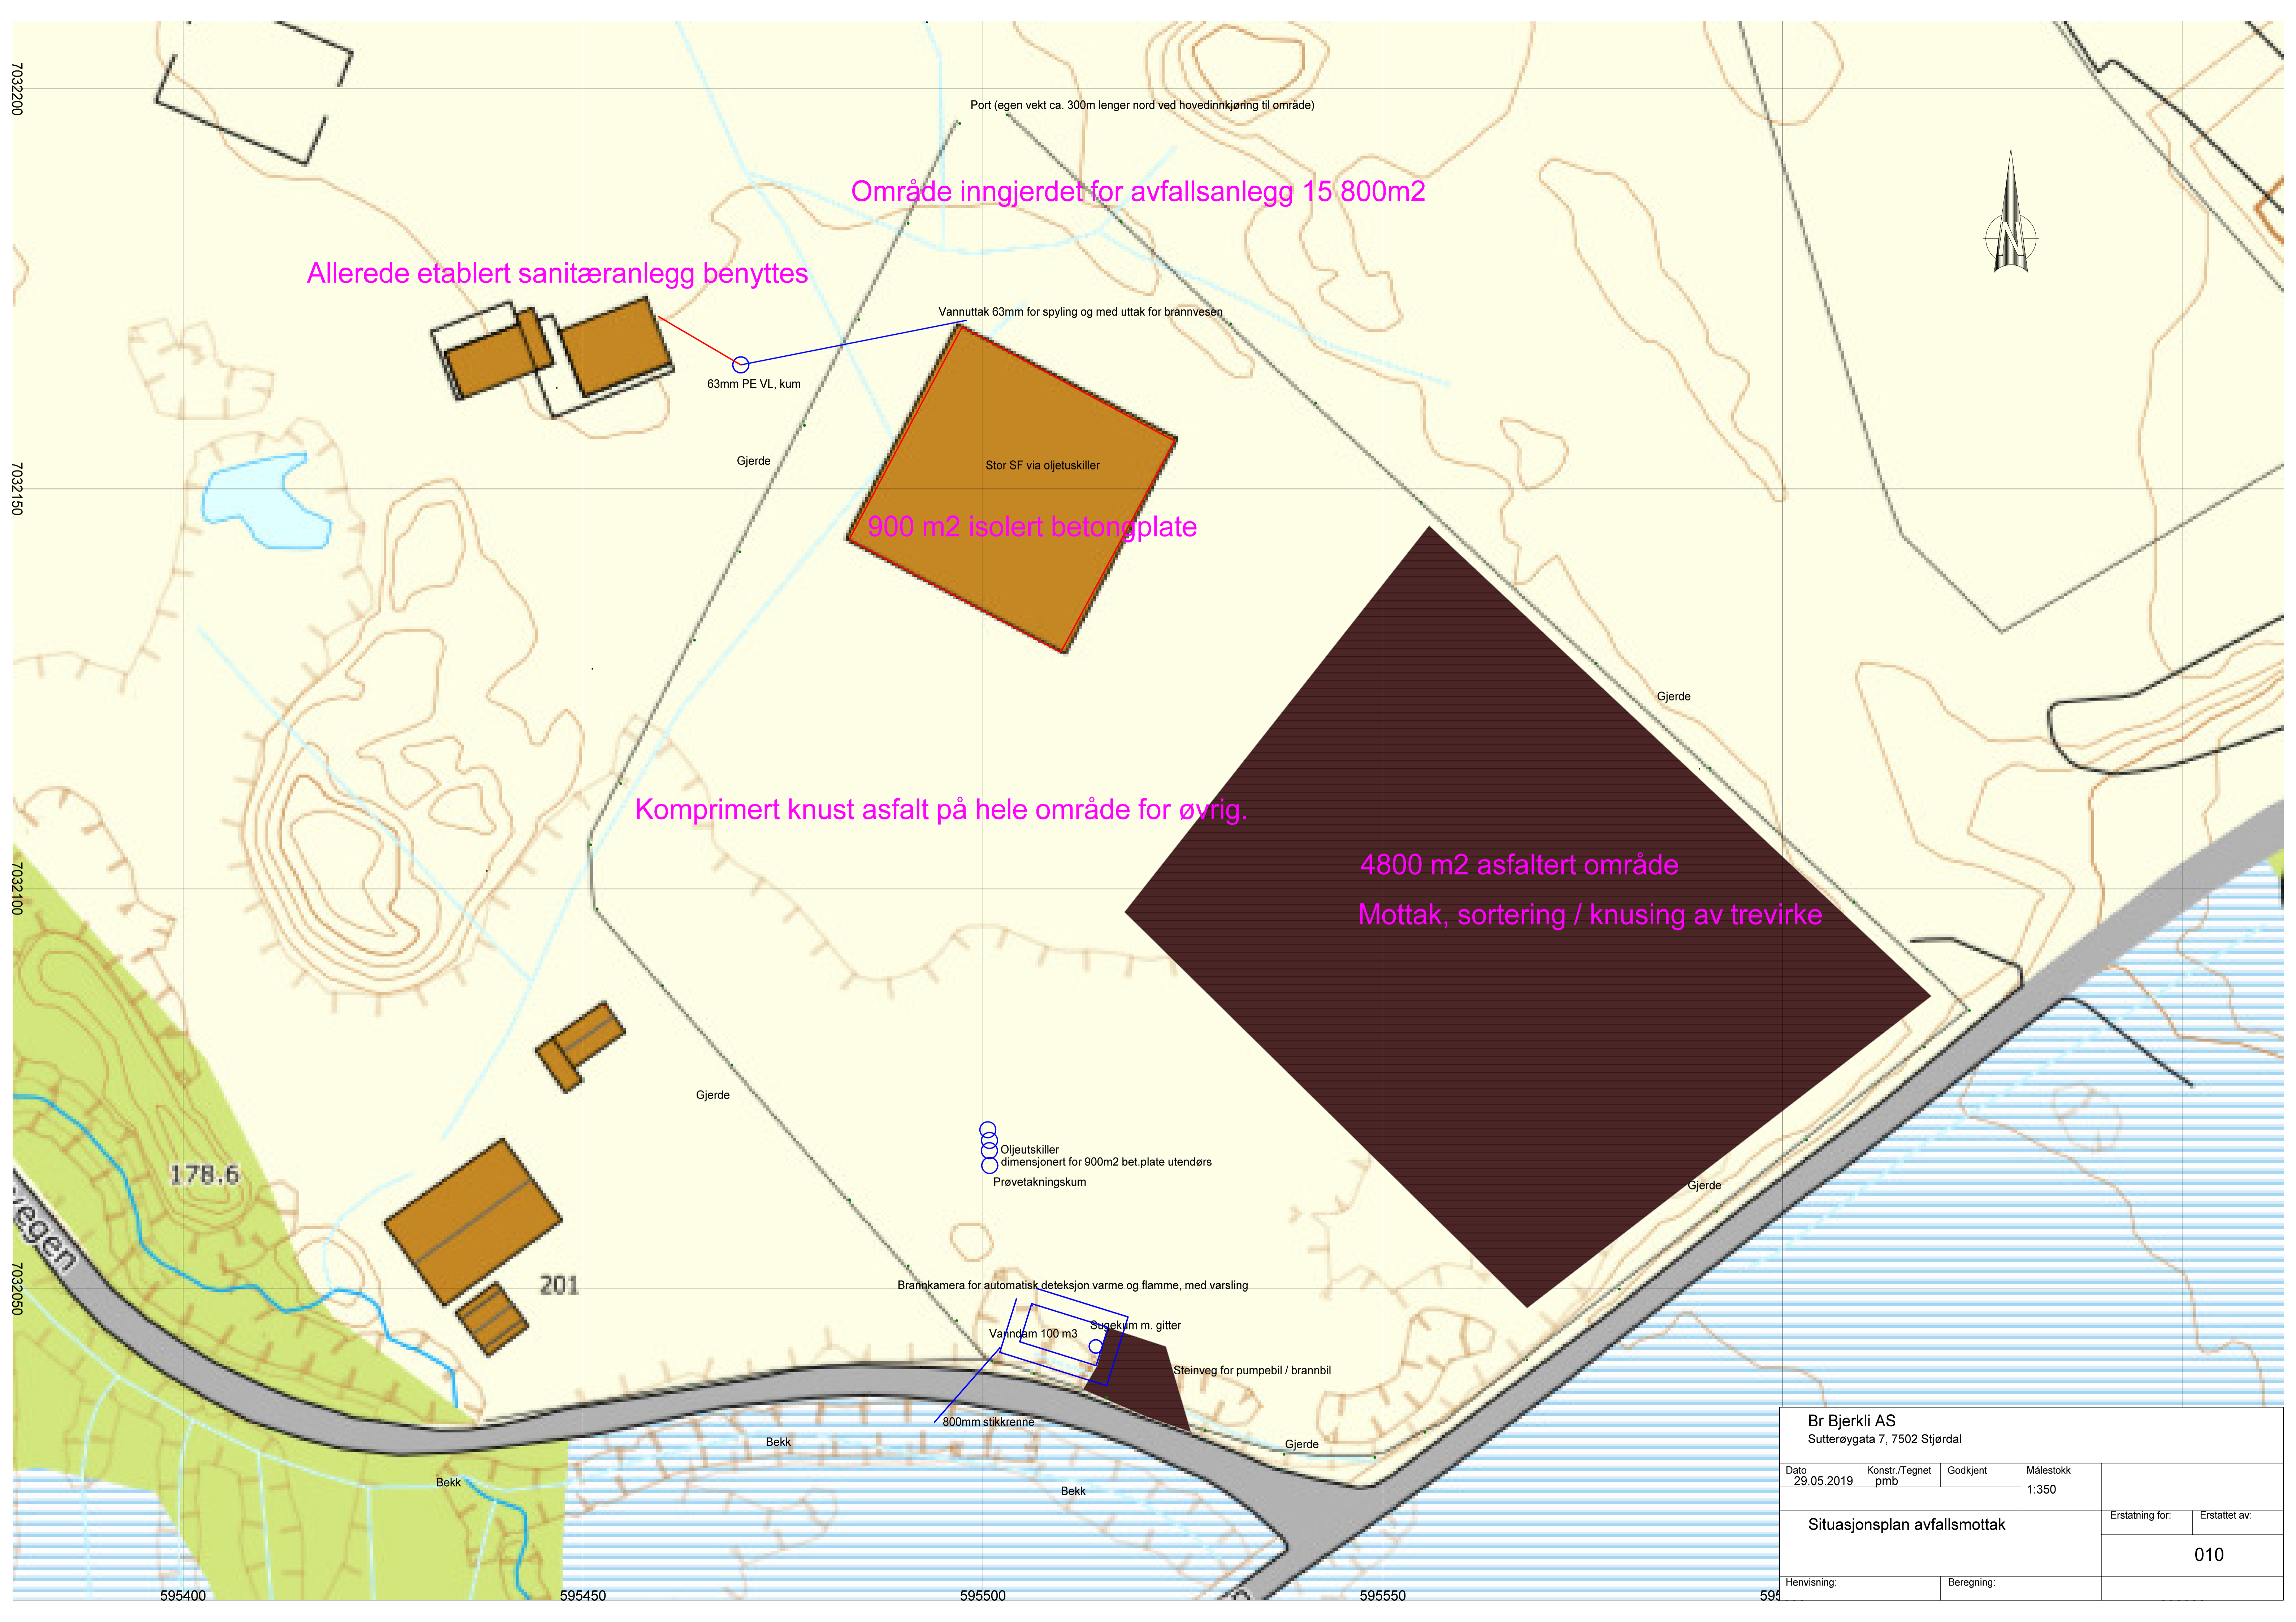 7032200
Port (egen vekt ca. 300m lenger nord ved hovedinnkjøring til område)
Område inngjerdet for avfallsanlegg 15 800m2
N
Allerede etablert sanitæranlegg benyttes
Vannuttak 63mm for spyling og med uttak for brannvesen
63mm PE VL, kum
Gjerde
Stor SF via oljetuskiller
7032150
900 m2 isolert betongplate
Gjerde
Komprimert knust asfalt på hele område for øvrig.
4800 m2 asfaltert område
7032100
Mottak, sortering / knusing av trevirke
Gjerde
Oljeutskiller
dimensjonert for 900m2 bet.plate utendørs
Prøvetakningskum
178.6
Gjerde
vegen
7032050
201
Brannkamera for automatisk deteksjon varme og flamme, med varsling
Sugekum m. gitter
Vanndam 100 m3
Steinveg for pumpebil / brannbil
800mm stikkrenne
Bekk
Gjerde
Bekk
Bekk
Br Bjerkli AS
Sutterøygata 7, 7502 Stjørdal
Dato
29.05.2019
Konstr./Tegnet
pmb
Godkjent
Målestokk
1:350
Situasjonsplan avfallsmottak
Erstatning for:
Erstattet av:
010
Henvisning:
Beregning:
595400
595450
595500
595550